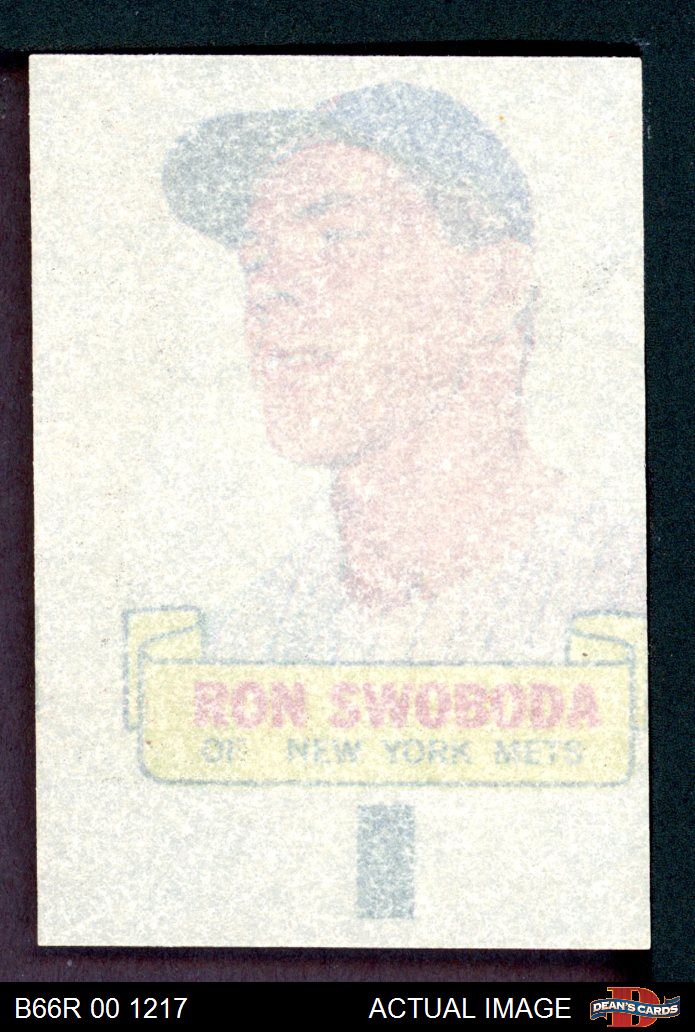 RON SWOBODA
OF NEW YORK METS
B66R 00 1217
ACTUAL IMAGE
DEAN'S CARDS